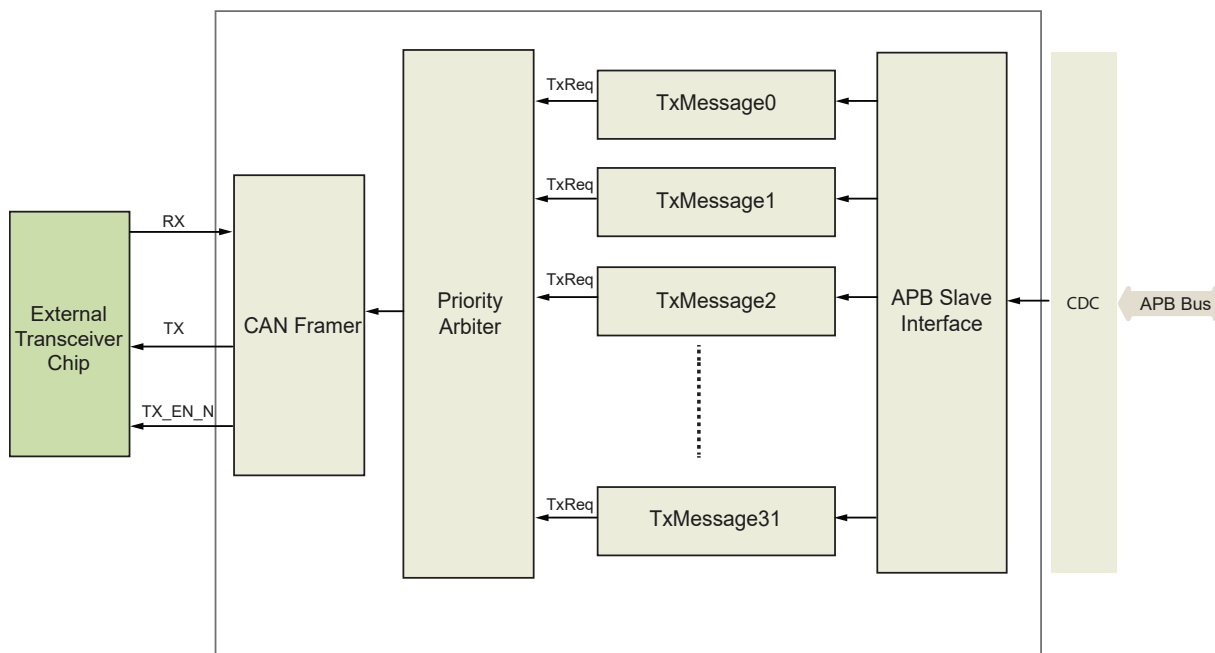 TxReq
TxMessage0
TxReq
TxMessage1
RX
External
Transceiver
Chip
TX
TX_EN_N
CAN Framer
Priority
Arbiter
TxReq
TxMessage2
APB Slave
Interface
CDC
APB Bus
TxReq
TxMessage31